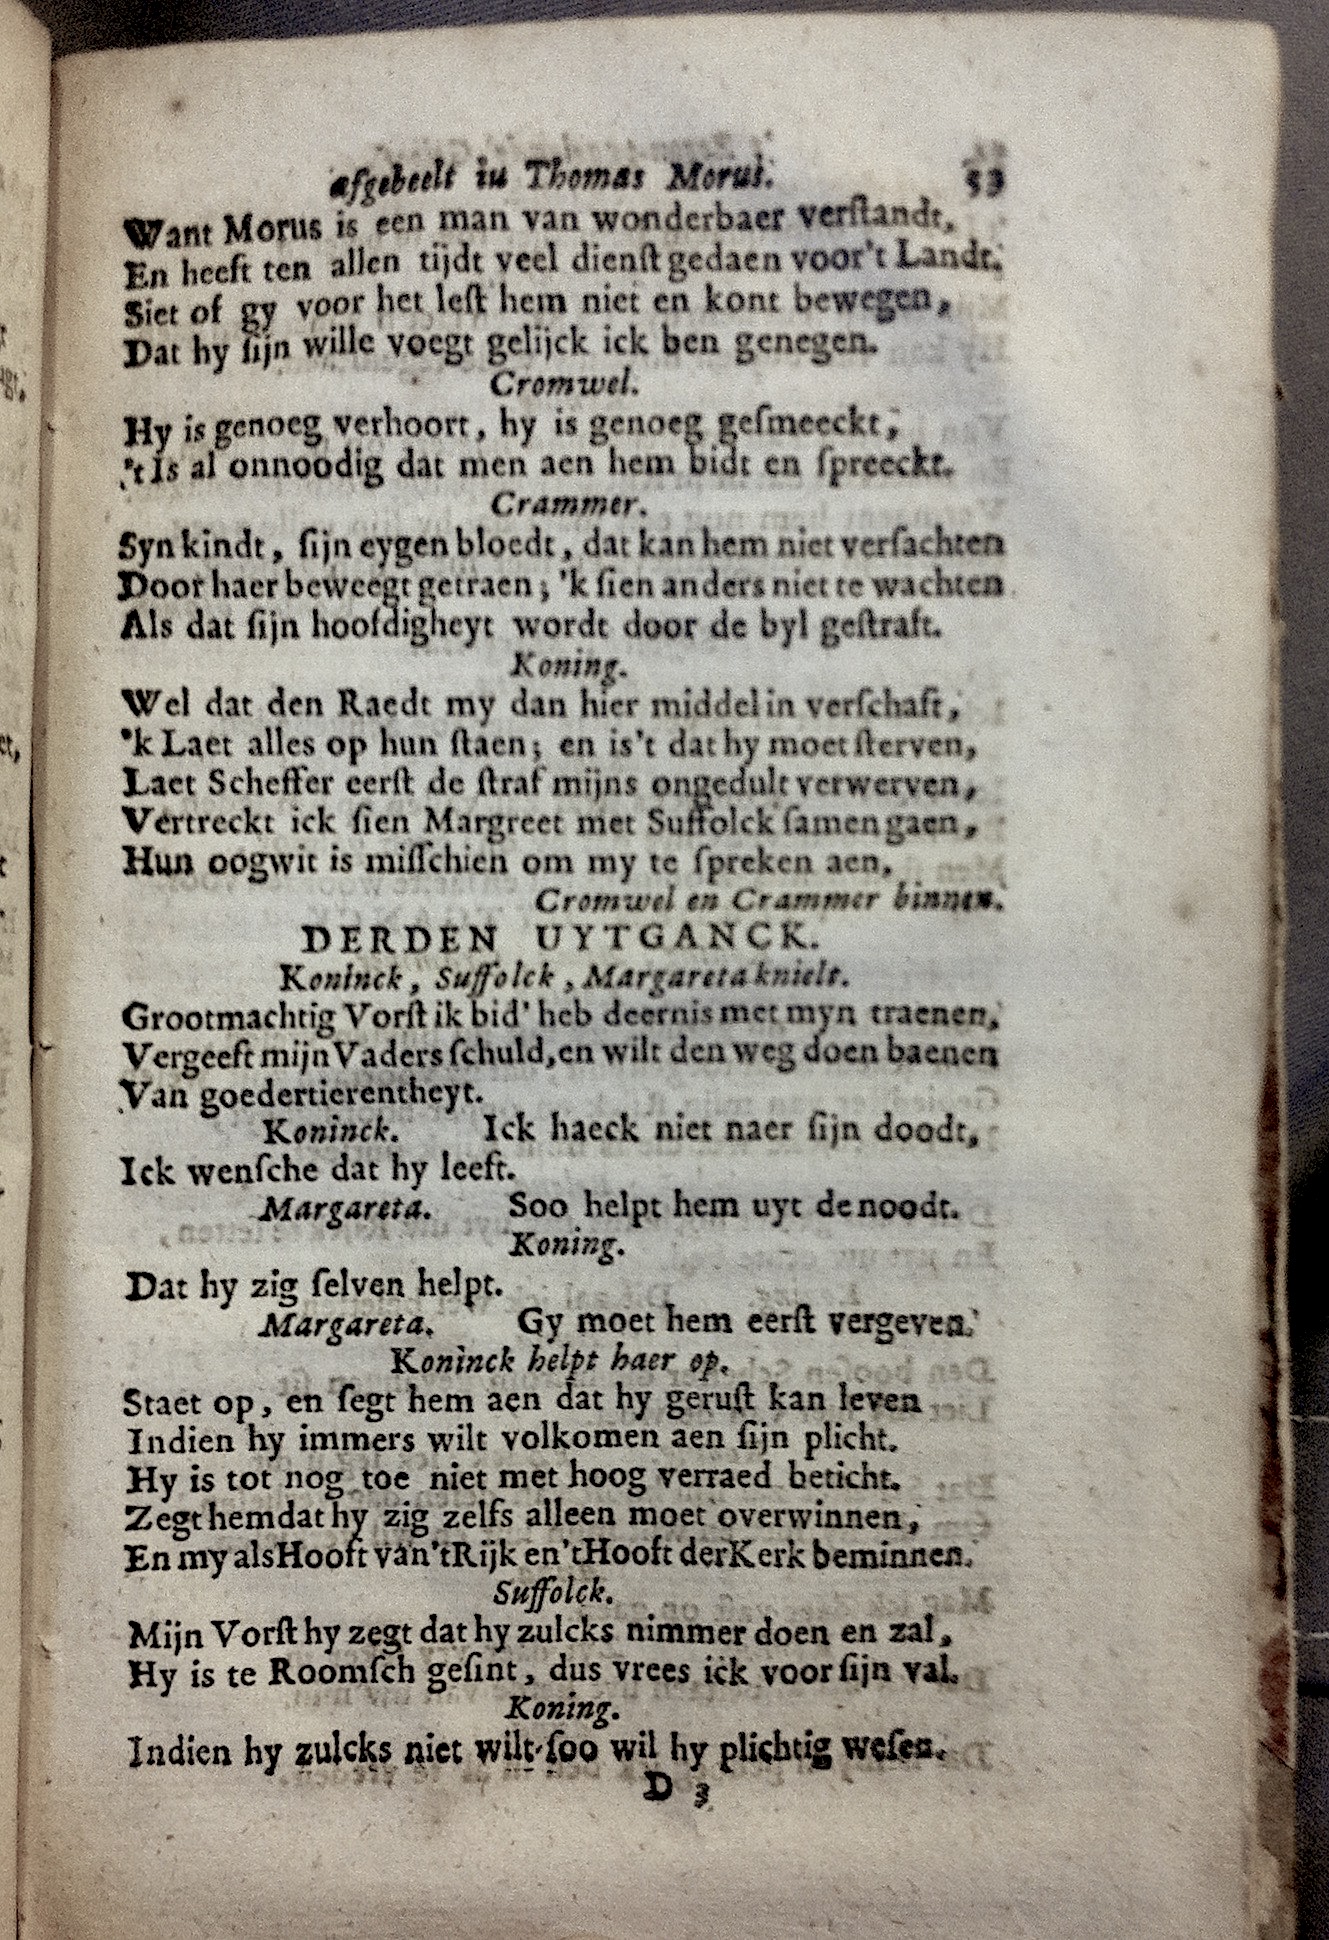 afgebeelt in Thomas Morus. 53
Want Morus is een man van wonderbaer verſtandt,
En heeft ten allen tijdt veel dienſt gedaen voor't Landt.
Siet of gy voor het leſt hem niet en kont bewegen,
Dat hy ſijn wille voegt gelijck ick ben genegen.
Cromwel.
Hy is genoeg verhoort, hy is genoeg geſmeeckt,
't Is al onnoodig dat men aen hem bidt en ſpreeckt.
Crammer.
Syn kindt, ſijn eygen bloedt, dat kan hem niet verſachten
Door haer beweegt getraen; 'k ſien anders niet te wachten
Als dat ſijn hoofdigheyt wordt door de byl geſtraft.
Koning.
Wel dat den Raedt my dan hier middel in verſchaft,
'k Laet alles op hun ſtaen; en is't dat hy moet ſterven,
Laet Scheffer eerſt de ſtraf mijns ongedult verwerven,
Vertreckt ick ſien Margreet met Suffolck ſamen gaen,
Hun oogwit is miſſchien om my te ſpreken aen,
Cromwel en Crammer binnen.
DERDEN UYTGANCK.
Koninck, Suffolck, Margareta knielt.
Grootmachtig Vorſt ik bid' heb deernis met myn traenen,
Vergeeft mijn Vaders ſchuld, en wilt den weg doen baenen
Van goedertierentheyt.
Koninck. Ick haeck niet naer ſijn doodt,
Ick wenſche dat hy leeft.
Margareta. Soo helpt hem uyt de noodt.
Koning.
Dat hy zig ſelven helpt.
Margareta. Gy moet hem eerſt vergeven.
Koninck helpt haer op.
Staet op, en ſegt hem aen dat hy geruſt kan leven
Indien hy immers wilt volkomen aen ſijn plicht.
Hy is tot nog toe niet met hoog verraed beticht.
Zegt hem dat hy zig zelfs alleen moet overwinnen,
En my als Hooft van't Rijk en't Hooft der Kerk beminnen.
Suffolck.
Mijn Vorſt hy zegt dat hy zulcks nimmer doen en zal,
Hy is te Roomſch geſint, dus vrees ick voor ſijn val.
Koning.
Indien hy zulcks niet wilt ſoo wil hy plichtig weſen.
D 3